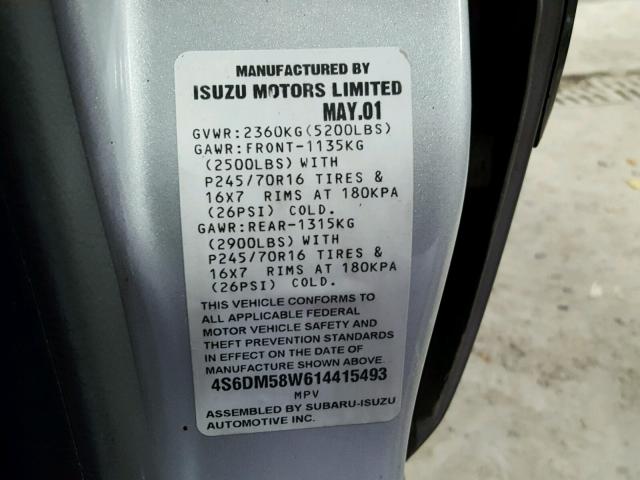 MANUFACTURED BY
ISUZU MOTORS LIMITED
MAY.01
GVWR:2360KG(5200LBS)
GAWR:FRONT-1135KG
(2500LBS) WITH
P245/70R16 TIRES &
16X7 RIMS AT 180KPA
(26PSI) COLD.
GAWR:REAR-1315KG
(2900LBS) WITH
P245/70R16 TIRES &
16X7 RIMS AT 180KPA
(26PSI) COLD.
THIS VEHICLE CONFORMS TO
ALL APPLICABLE FEDERAL
MOTOR VEHICLE SAFETY AND
THEFT PREVENTION STANDARDS
IN EFFECT ON THE DATE OF
MANUFACTURE SHOWN ABOVE.
4S6DM58W614415493
MPV
ASSEMBLED BY SUBARU-ISUZU
AUTOMOTIVE INC.